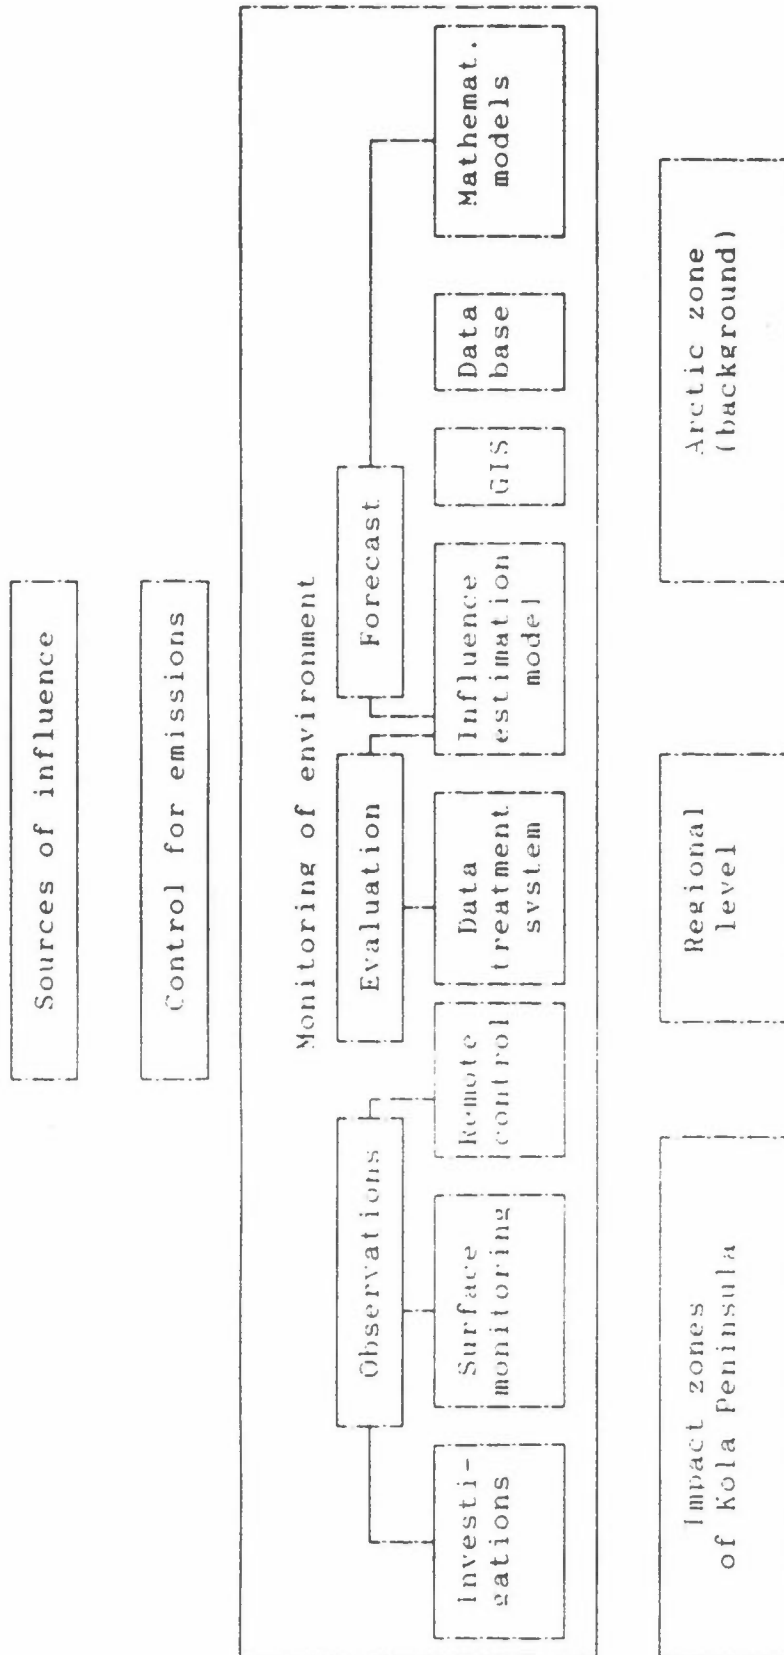 Sources of influence
Control for emissions
Monitoring of environment
Observations
Evaluation
Forecast
Investi-
gations
Surface
monitoring
Remote
control
Data
treatment
system
Influence
estimation
model
GIS
Data
base
Mathemat.
models
Impact zones
of Kola Peninsula
Regional
level
Arctic zone
(background)